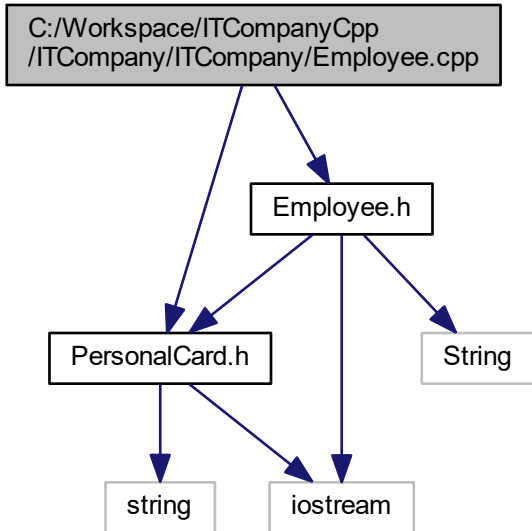 C:/Workspace/ITCompanyCpp
/ITCompany/ITCompany/Employee.cpp
Employee.h
PersonalCard.h
String
string
iostream